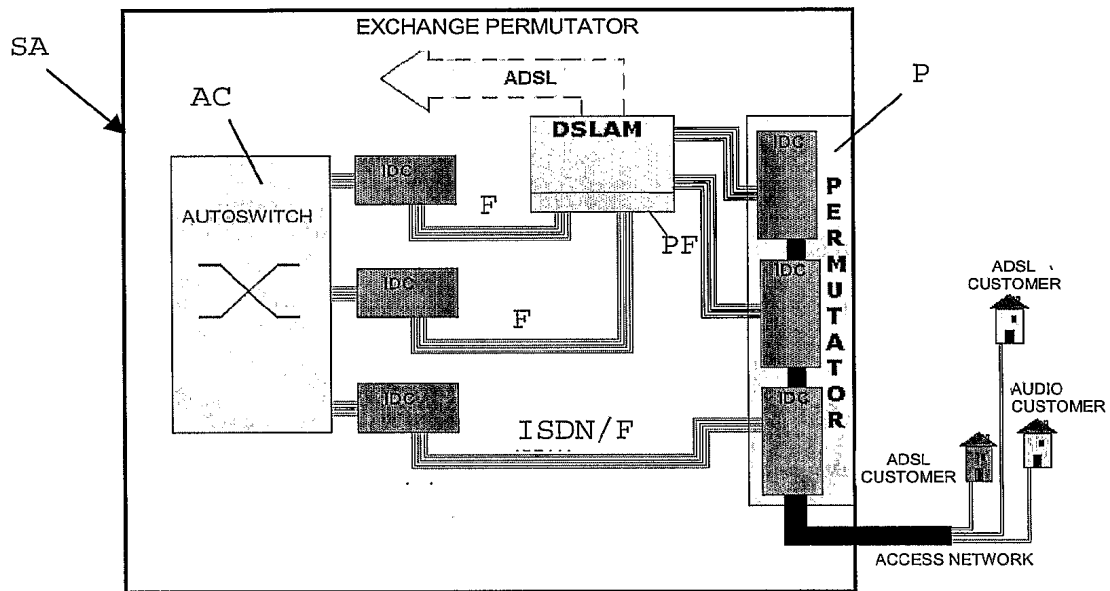 EXCHANGE PERMUTATOR
SA
ADSL
P
AC
DSLAM
IDC
IDC
PERMUTATOR
AUTOSWITCH
F
PF
IDC
IDC
ADSL
CUSTOMER
F
IDC
IDC
AUDIO
CUSTOMER
ISDN/F
ADSL
CUSTOMER
ACCESS NETWORK